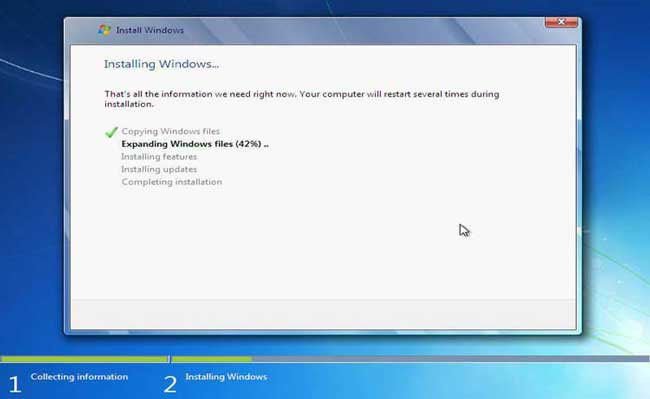 Install Windows
Installing Windows...
That's all the information we need right now. Your computer will restart several times during
installation.
Copying Windows files
Expanding Windows files (42%) ..
Installing features
Installing updates
Completing installation
1 Collecting information
2 Installing Windows